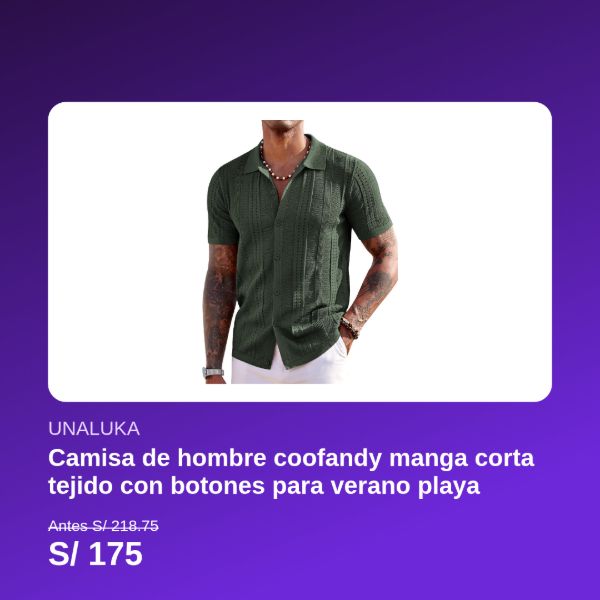 UNALUKA
Camisa de hombre coofandy manga corta
tejido con botones para verano playa
Antes S/ 218.75
S/ 175